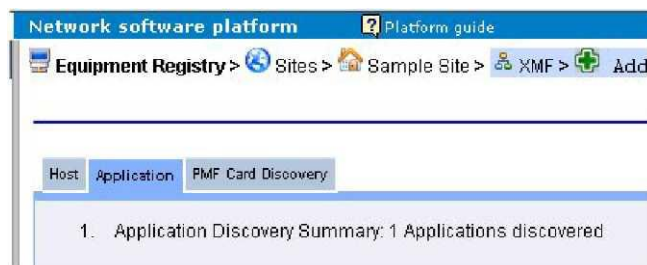 Network software platform ? Platform guide
Equipment Registry > Sites > Sample Site > XMF > Add
Host Application PMF Card Discovery
1. Application Discovery Summary: 1 Applications discovered